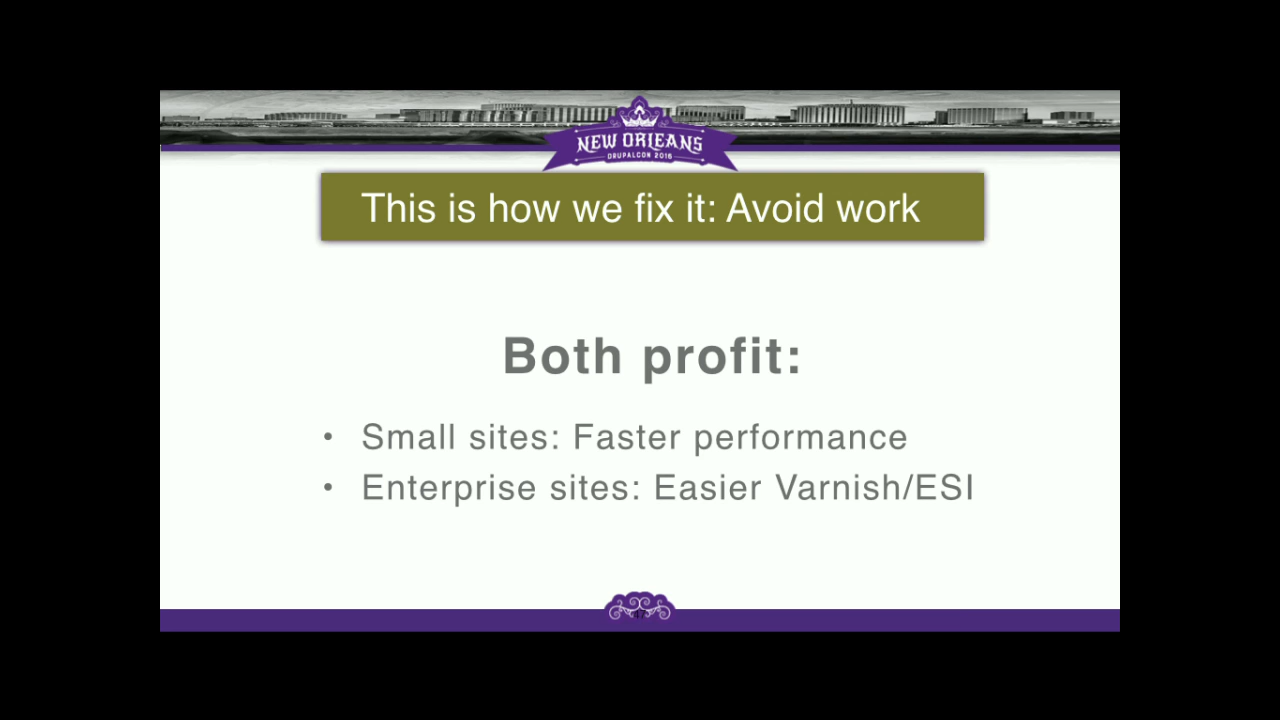 NEW ORLEANS
DRUPALCON 2016
This is how we fix it: Avoid work
Both profit:
• Small sites: Faster performance
• Enterprise sites: Easier Varnish/ESI